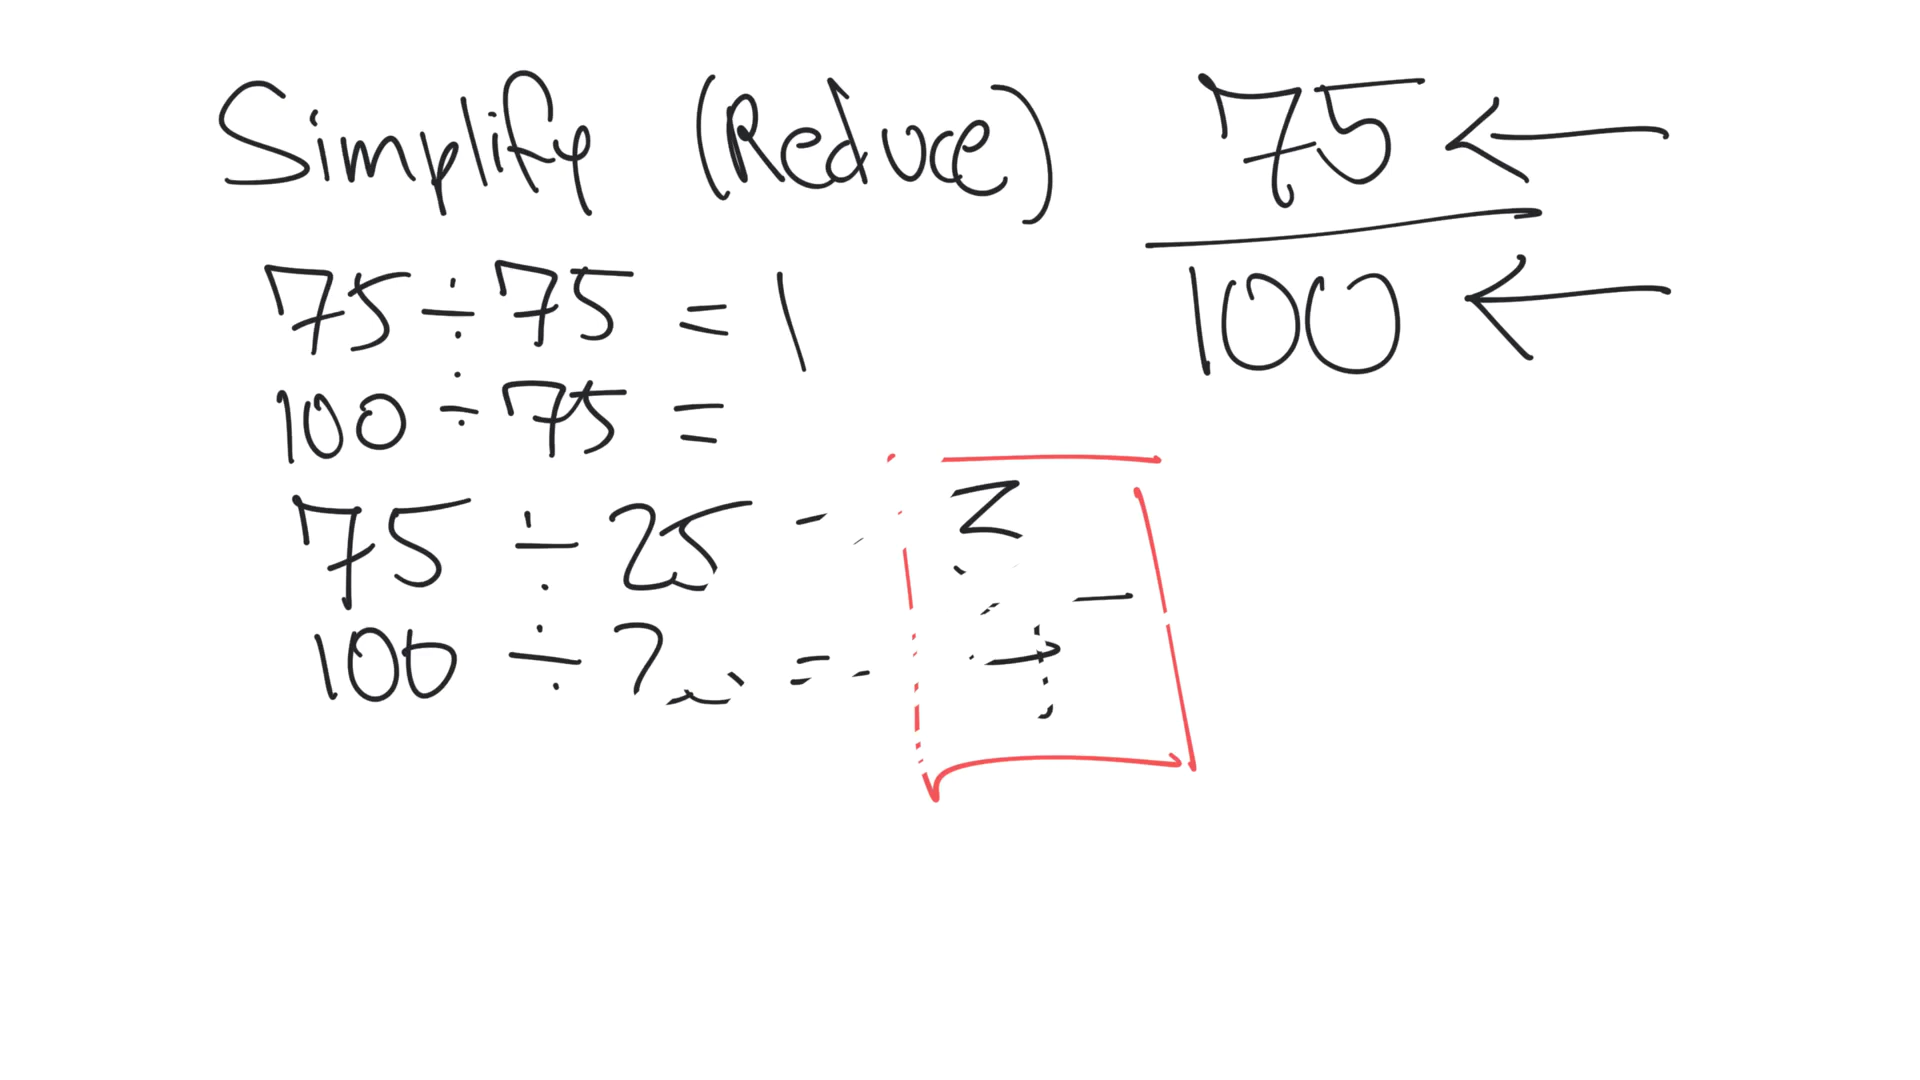 Simplify (Reduce) 75
100
75 ÷ 75 = 1
100 ÷ 75 =
75 ÷ 25
100 ÷